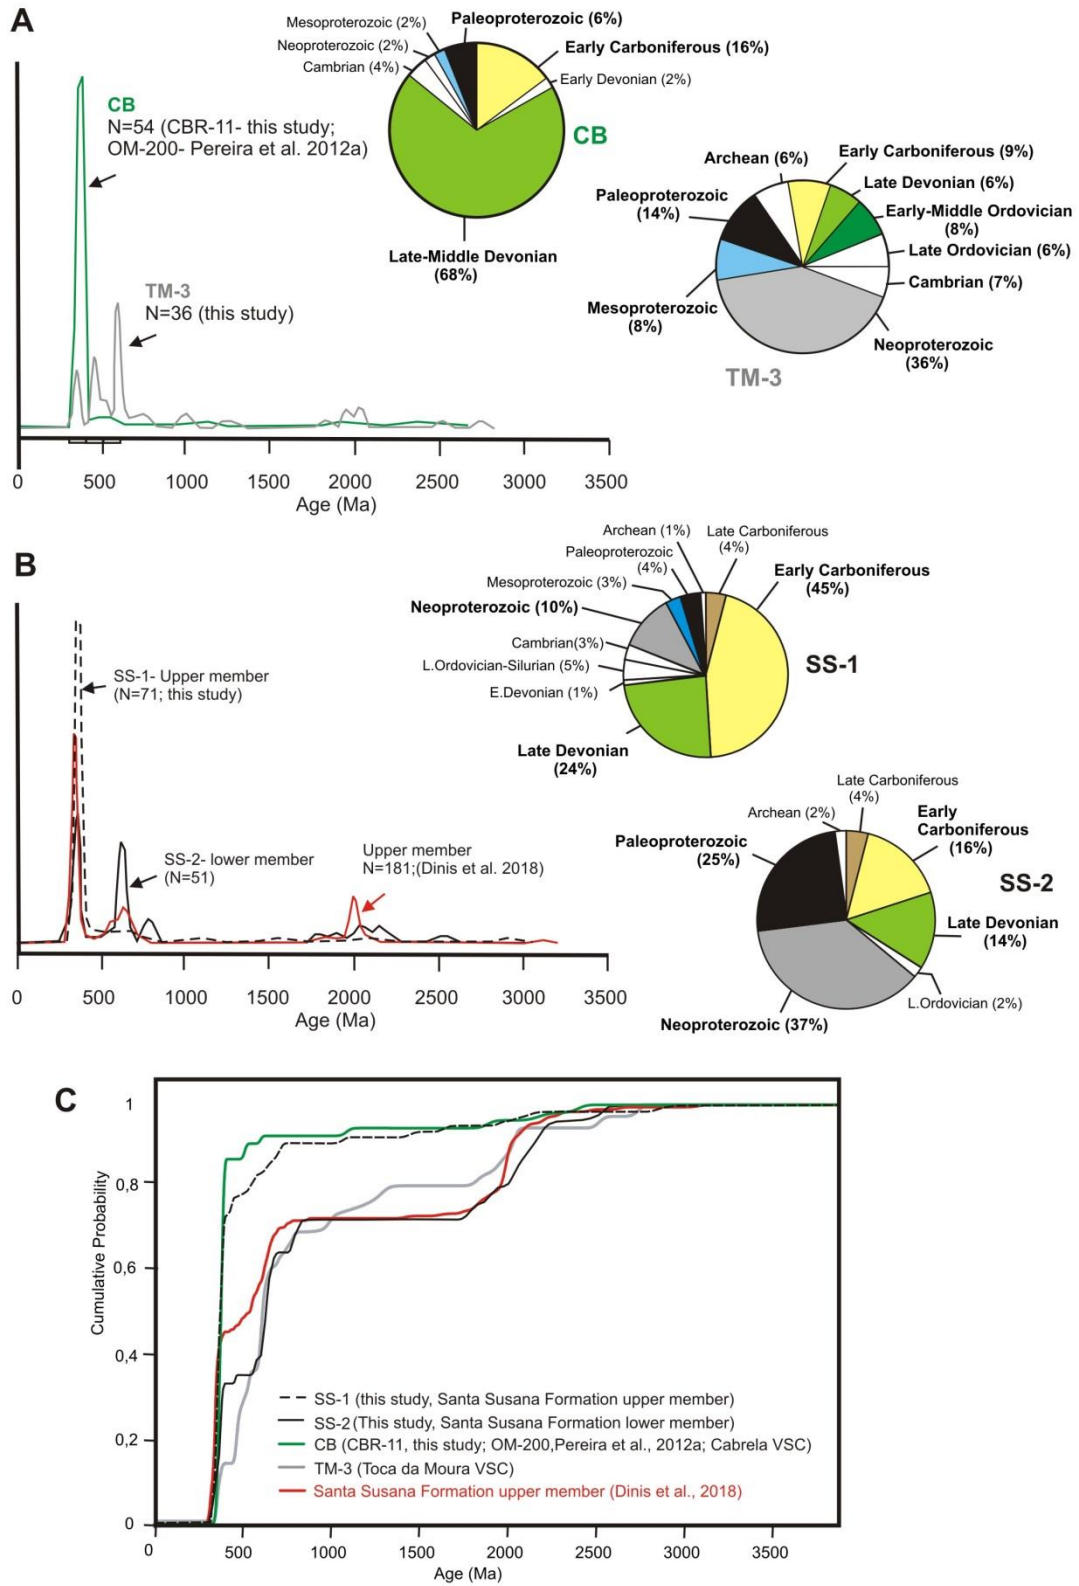 A
Mesoproterozoic (2%)
Paleoproterozoic (6%)
Neoproterozoic (2%)
Early Carboniferous (16%)
Cambrian (4%)
Early Devonian (2%)
CB
N=54 (CBR-11- this study;
OM-200- Pereira et al. 2012a)
CB
Late-Middle Devonian
(68%)
Archean (6%)
Early Carboniferous (9%)
Late Devonian (6%)
Paleoproterozoic
(14%)
Early-Middle Ordovician
(8%)
Late Ordovician (6%)
Cambrian (7%)
Mesoproterozoic
(8%)
Neoproterozoic
(36%)
TM-3
TM-3
N=36 (this study)
0 500 1000 1500 2000 2500 3000 3500
Age (Ma)
B
Archean (1%)
Late Carboniferous
(4%)
Paleoproterozoic
(4%)
Early Carboniferous
(45%)
Mesoproterozoic (3%)
Neoproterozoic (10%)
Cambrian(3%)
L.Ordovician-Silurian (5%)
E.Devonian (1%)
SS-1
Late Devonian
(24%)
SS-1- Upper member
(N=71; this study)
SS-2- lower member
(N=51)
Upper member
N=181;(Dinis et al. 2018)
0 500 1000 1500 2000 2500 3000 3500
Age (Ma)
Late Carboniferous
(4%)
Archean (2%)
Early
Carboniferous
(16%)
Paleoproterozoic
(25%)
SS-2
Late Devonian
(14%)
L.Ordovician (2%)
Neoproterozoic (37%)
C
1
0,8
0,6
0,4
0,2
0
Cumulative Probability
SS-1 (this study, Santa Susana Formation upper member)
SS-2 (This study, Santa Susana Formation lower member)
CB (CBR-11, this study; OM-200,Pereira et al., 2012a; Cabrela VSC)
TM-3 (Toca da Moura VSC)
Santa Susana Formation upper member (Dinis et al., 2018)
0 500 1000 1500 2000 2500 3000 3500
Age (Ma)